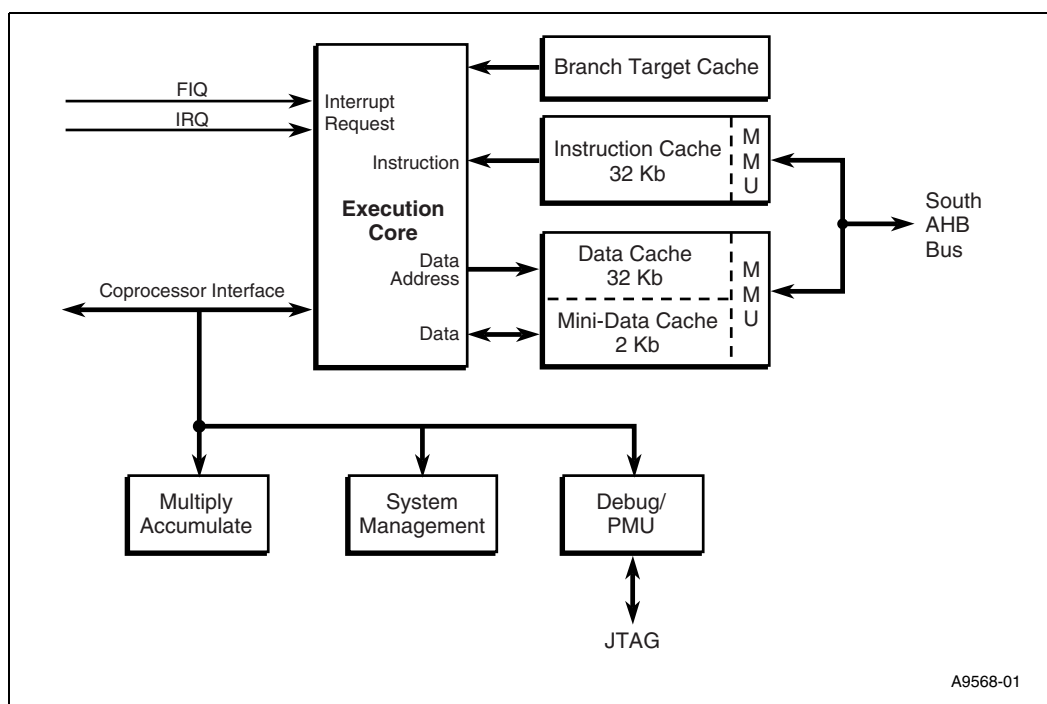 FIQ
IRQ
Interrupt
Request
Instruction
Execution
Core
Data
Address
Data
Coprocessor Interface
Branch Target Cache
Instruction Cache
32 Kb
M
M
U
Data Cache
32 Kb
Mini-Data Cache
2 Kb
M
M
U
South
AHB
Bus
Multiply
Accumulate
System
Management
Debug/
PMU
JTAG
A9568-01